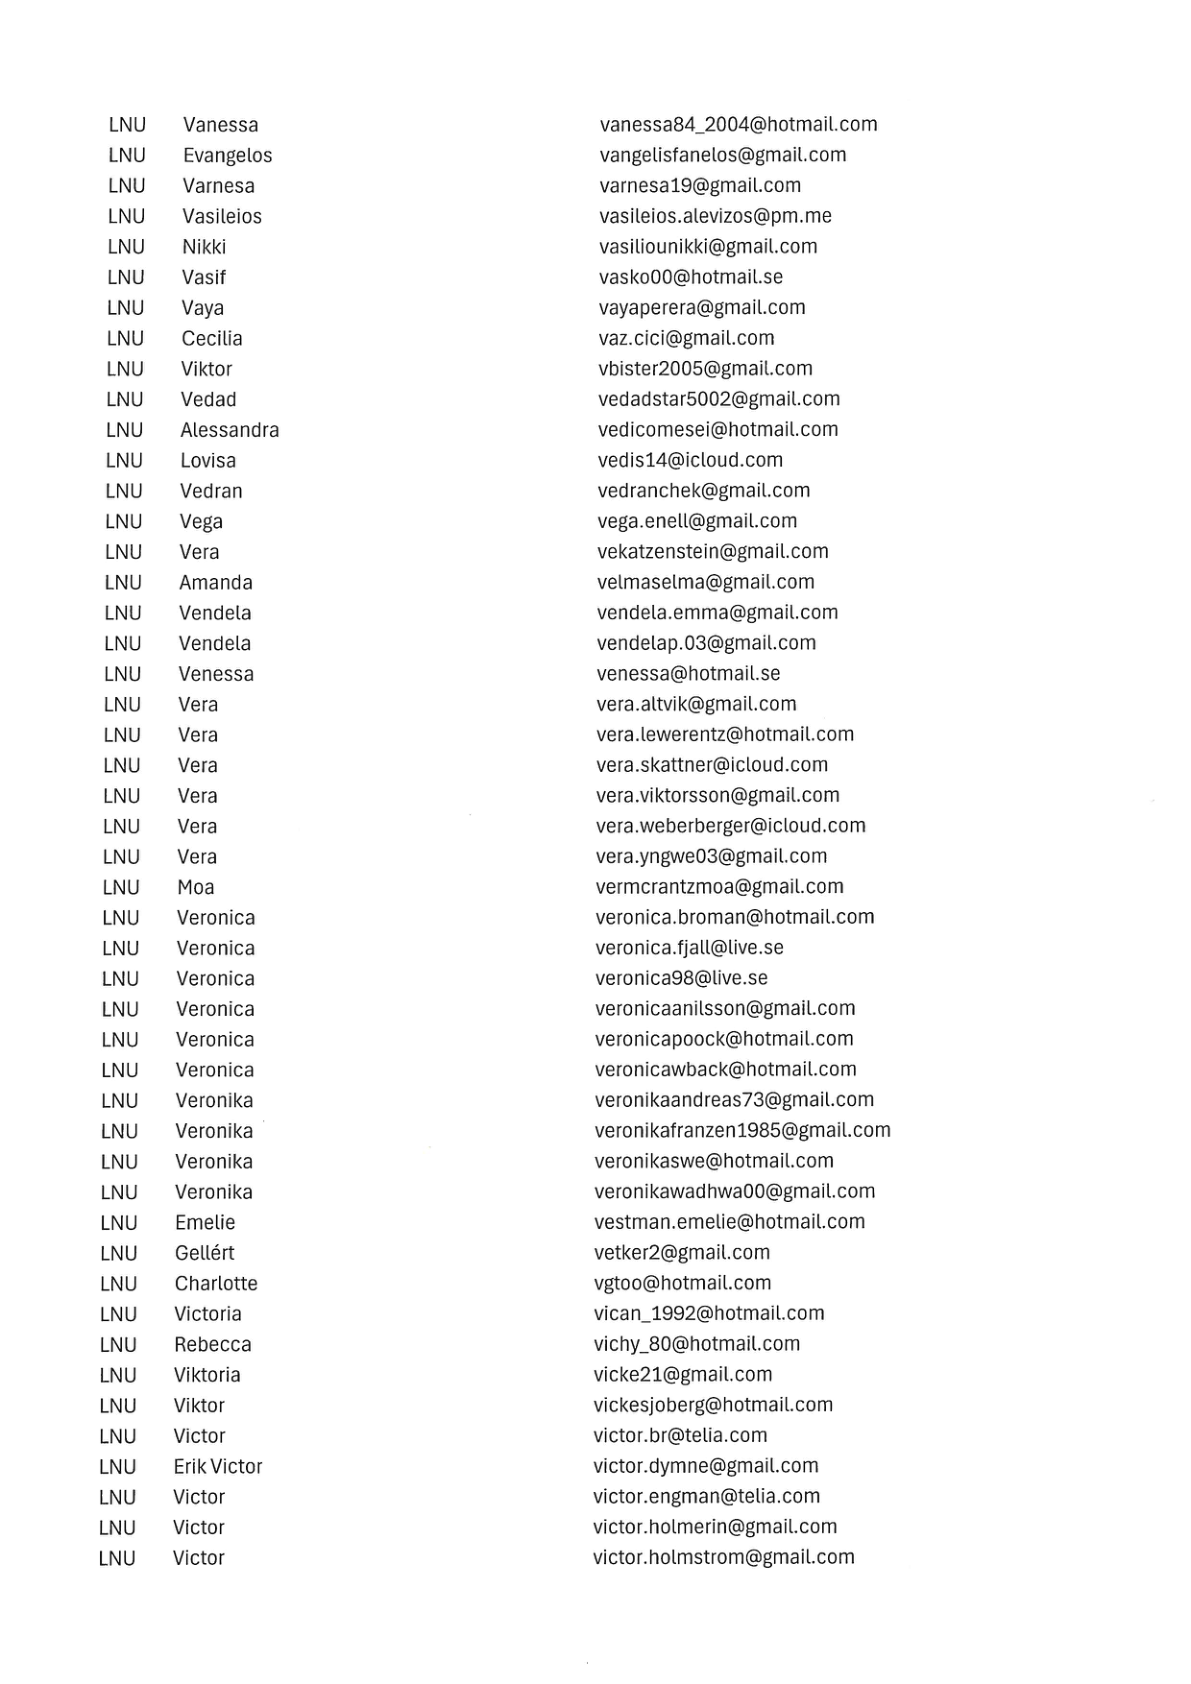 LNU Vanessa vanessa84_2004@hotmail.com
LNU Evangelos vangelisfanelos@gmail.com
LNU Varnesa varnesa19@gmail.com
LNU Vasileios vasileios.alevizos@pm.me
LNU Nikki vasiliounikki@gmail.com
LNU Vasif vasko00@hotmail.se
LNU Vaya vayaperera@gmail.com
LNU Cecilia vaz.cici@gmail.com
LNU Viktor vbister2005@gmail.com
LNU Vedad vedadstar5002@gmail.com
LNU Alessandra vedicomesei@hotmail.com
LNU Lovisa vedis14@icloud.com
LNU Vedran vedranchek@gmail.com
LNU Vega vega.enell@gmail.com
LNU Vera vekatzenstein@gmail.com
LNU Amanda velmaselma@gmail.com
LNU Vendela vendela.emma@gmail.com
LNU Vendela vendelap.03@gmail.com
LNU Venessa venessa@hotmail.se
LNU Vera vera.altvik@gmail.com
LNU Vera vera.lewerentz@hotmail.com
LNU Vera vera.skattner@icloud.com
LNU Vera vera.viktorsson@gmail.com
LNU Vera vera.weberberger@icloud.com
LNU Vera vera.yngwe03@gmail.com
LNU Moa vermcrantzmoa@gmail.com
LNU Veronica veronica.broman@hotmail.com
LNU Veronica veronica.fjall@live.se
LNU Veronica veronica98@live.se
LNU Veronica veronicaanilsson@gmail.com
LNU Veronica veronicapoock@hotmail.com
LNU Veronica veronicawback@hotmail.com
LNU Veronika veronikaandreas73@gmail.com
LNU Veronika veronikafranzen1985@gmail.com
LNU Veronika veronikaswe@hotmail.com
LNU Veronika veronikawadhwa00@gmail.com
LNU Emelie vestman.emelie@hotmail.com
LNU Gellért vetker2@gmail.com
LNU Charlotte vgtoo@hotmail.com
LNU Victoria vican_1992@hotmail.com
LNU Rebecca vichy_80@hotmail.com
LNU Viktoria vicke21@gmail.com
LNU Viktor vickesjoberg@hotmail.com
LNU Victor victor.br@telia.com
LNU Erik Victor victor.dymne@gmail.com
LNU Victor victor.engman@telia.com
LNU Victor victor.holmerin@gmail.com
LNU Victor victor.holmstrom@gmail.com